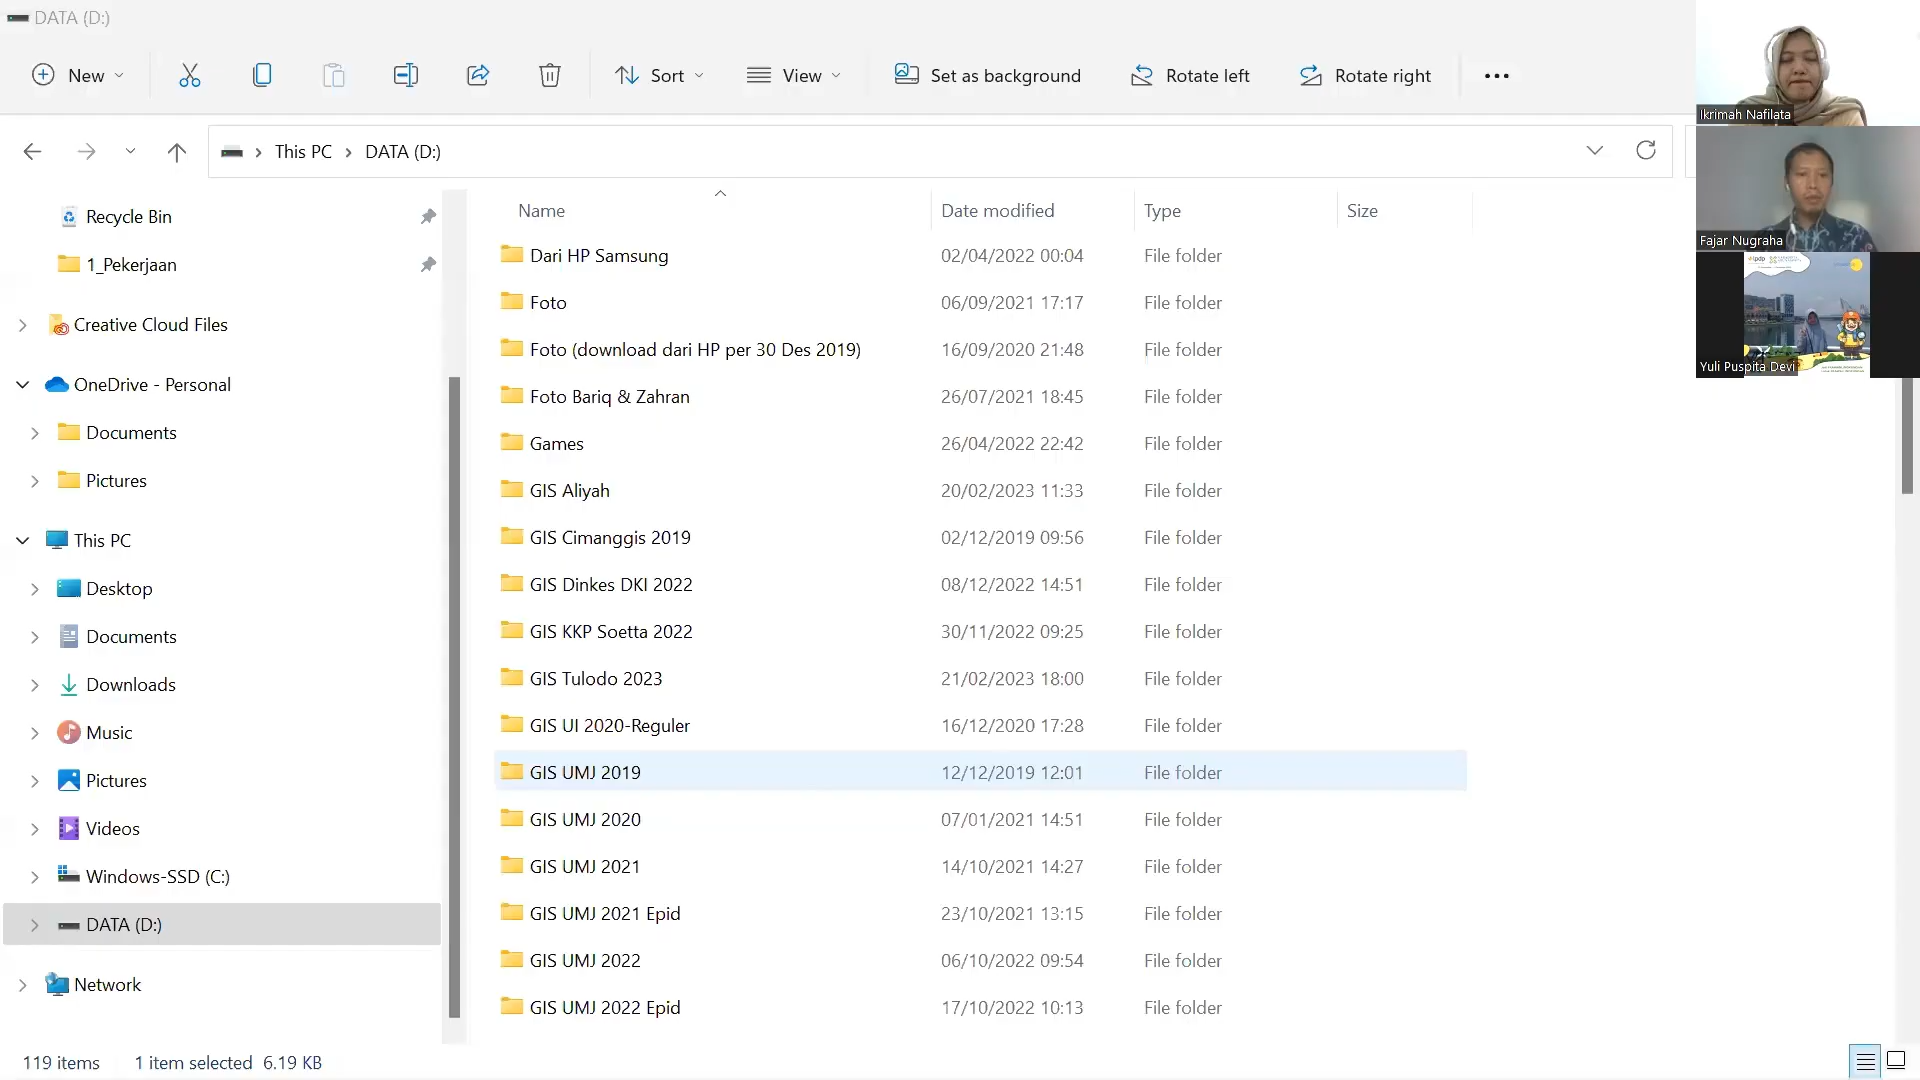 DATA (D:)
New
Sort
View
Set as background
Rotate left
Rotate right
This PC
DATA (D:)
Recycle Bin
1_Pekerjaan
Creative Cloud Files
OneDrive - Personal
Documents
Pictures
This PC
Desktop
Documents
Downloads
Music
Pictures
Videos
Windows-SSD (C:)
DATA (D:)
Network
Name Date modified Type Size
Dari HP Samsung 02/04/2022 00:04 File folder
Foto 06/09/2021 17:17 File folder
Foto (download dari HP per 30 Des 2019) 16/09/2020 21:48 File folder
Foto Bariq & Zahran 26/07/2021 18:45 File folder
Games 26/04/2022 22:42 File folder
GIS Aliyah 20/02/2023 11:33 File folder
GIS Cimanggis 2019 02/12/2019 09:56 File folder
GIS Dinkes DKI 2022 08/12/2022 14:51 File folder
GIS KKP Soetta 2022 30/11/2022 09:25 File folder
GIS Tulodo 2023 21/02/2023 18:00 File folder
GIS UI 2020-Reguler 16/12/2020 17:28 File folder
GIS UMJ 2019 12/12/2019 12:01 File folder
GIS UMJ 2020 07/01/2021 14:51 File folder
GIS UMJ 2021 14/10/2021 14:27 File folder
GIS UMJ 2021 Epid 23/10/2021 13:15 File folder
GIS UMJ 2022 06/10/2022 09:54 File folder
GIS UMJ 2022 Epid 17/10/2022 10:13 File folder
119 items 1 item selected 6.19 KB
Ikrimah Nafilata
Fajar Nugraha
lpdp
Yuli Puspita Devi